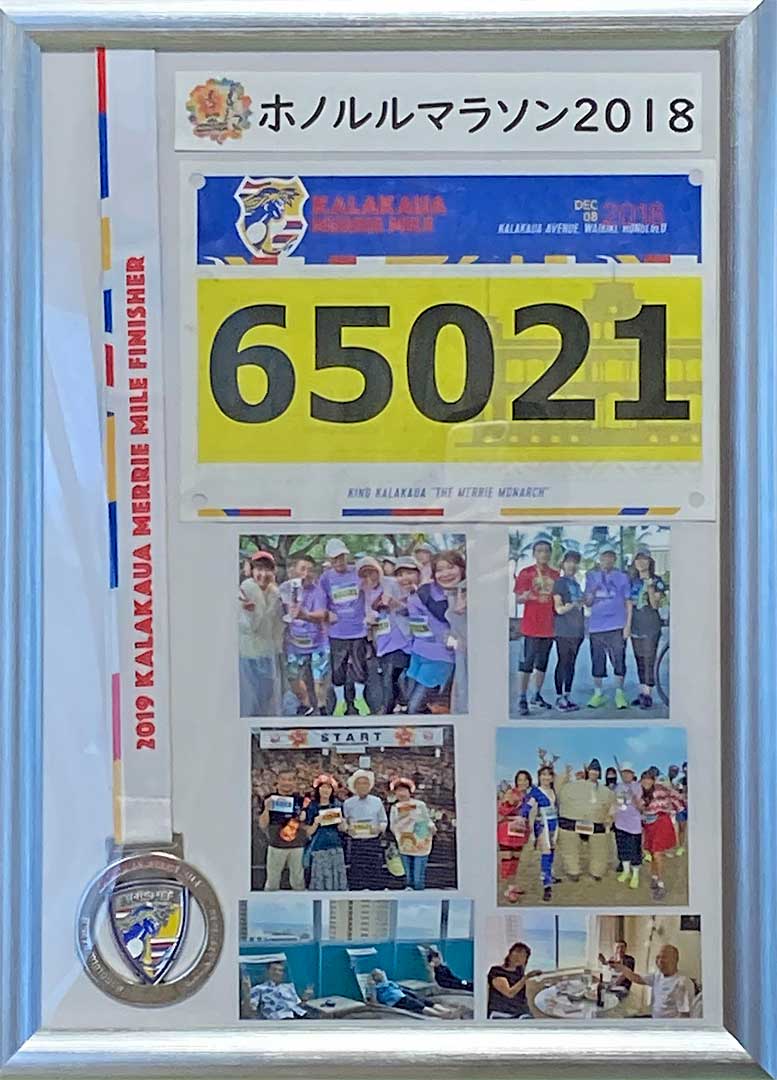 ホノルルマラソン2018
KALAKAUA
MERRIE MILE
DEC
08
2018
KALAKAUA AVENUE, WAIKIKI, HONOLULU
65021
KING KALAKAUA "THE MERRIE MONARCH"
2019 KALAKAUA MERRIE MILE FINISHER
START